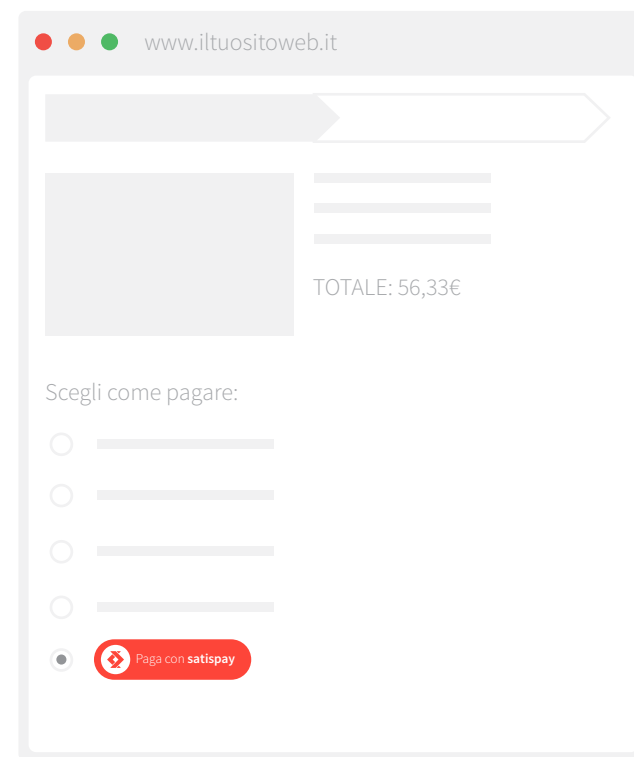 www.iltuositoweb.it
TOTALE: 56,33€
Scegli come pagare:
Paga con satispay